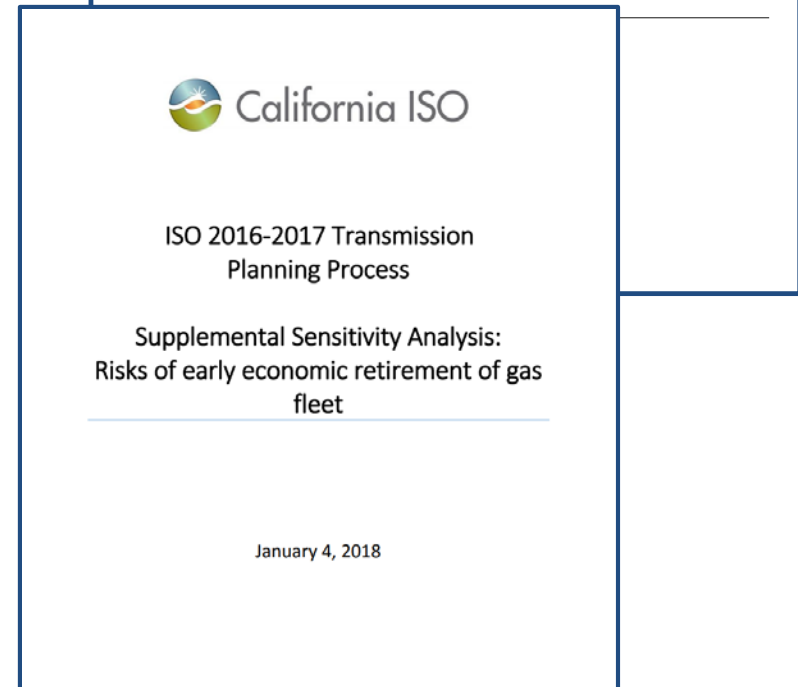 California ISO
ISO 2016-2017 Transmission
Planning Process
Supplemental Sensitivity Analysis:
Risks of early economic retirement of gas
fleet
January 4, 2018